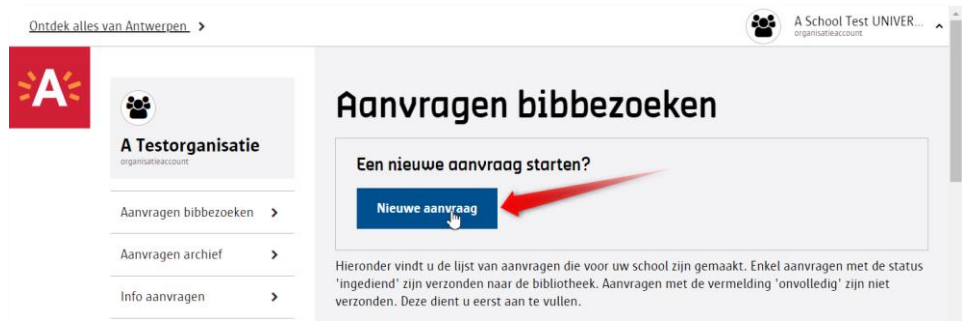 Ontdek alles van Antwerpen >
A School Test UNIVER...
organisatieaccount
A
A Testorganisatie
organisatieaccount
Aanvragen bibbezoeken >
Aanvragen archief >
Info aanvragen >
Aanvragen bibbezoeken
Een nieuwe aanvraag starten?
Nieuwe aanvraag
Hieronder vindt u de lijst van aanvragen die voor uw school zijn gemaakt. Enkel aanvragen met de status
'ingediend' zijn verzonden naar de bibliotheek. Aanvragen met de vermelding 'onvolledig' zijn niet
verzonden. Deze dient u eerst aan te vullen.